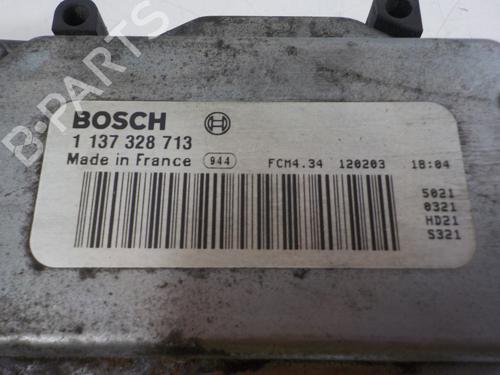 BOSCH
1 137 328 713
Made in France 944 FCM4.34 120203 18:04
5021
0321
HD21
S321
B-PARTS